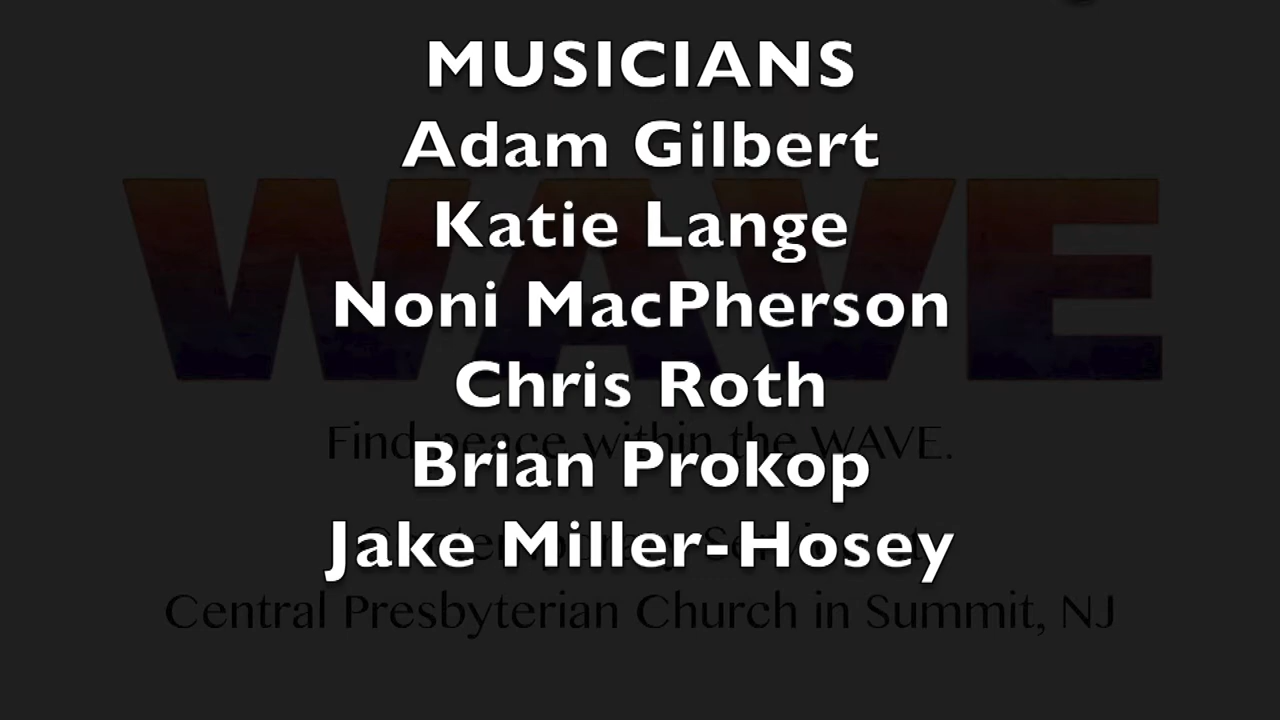 MUSICIANS
Adam Gilbert
WAVE
Katie Lange
Noni MacPherson
Chris Roth
Find peace within the WAVE.
Brian Prokop
Jake Miller-Hosey
Central Presbyterian Church in Summit, NJ